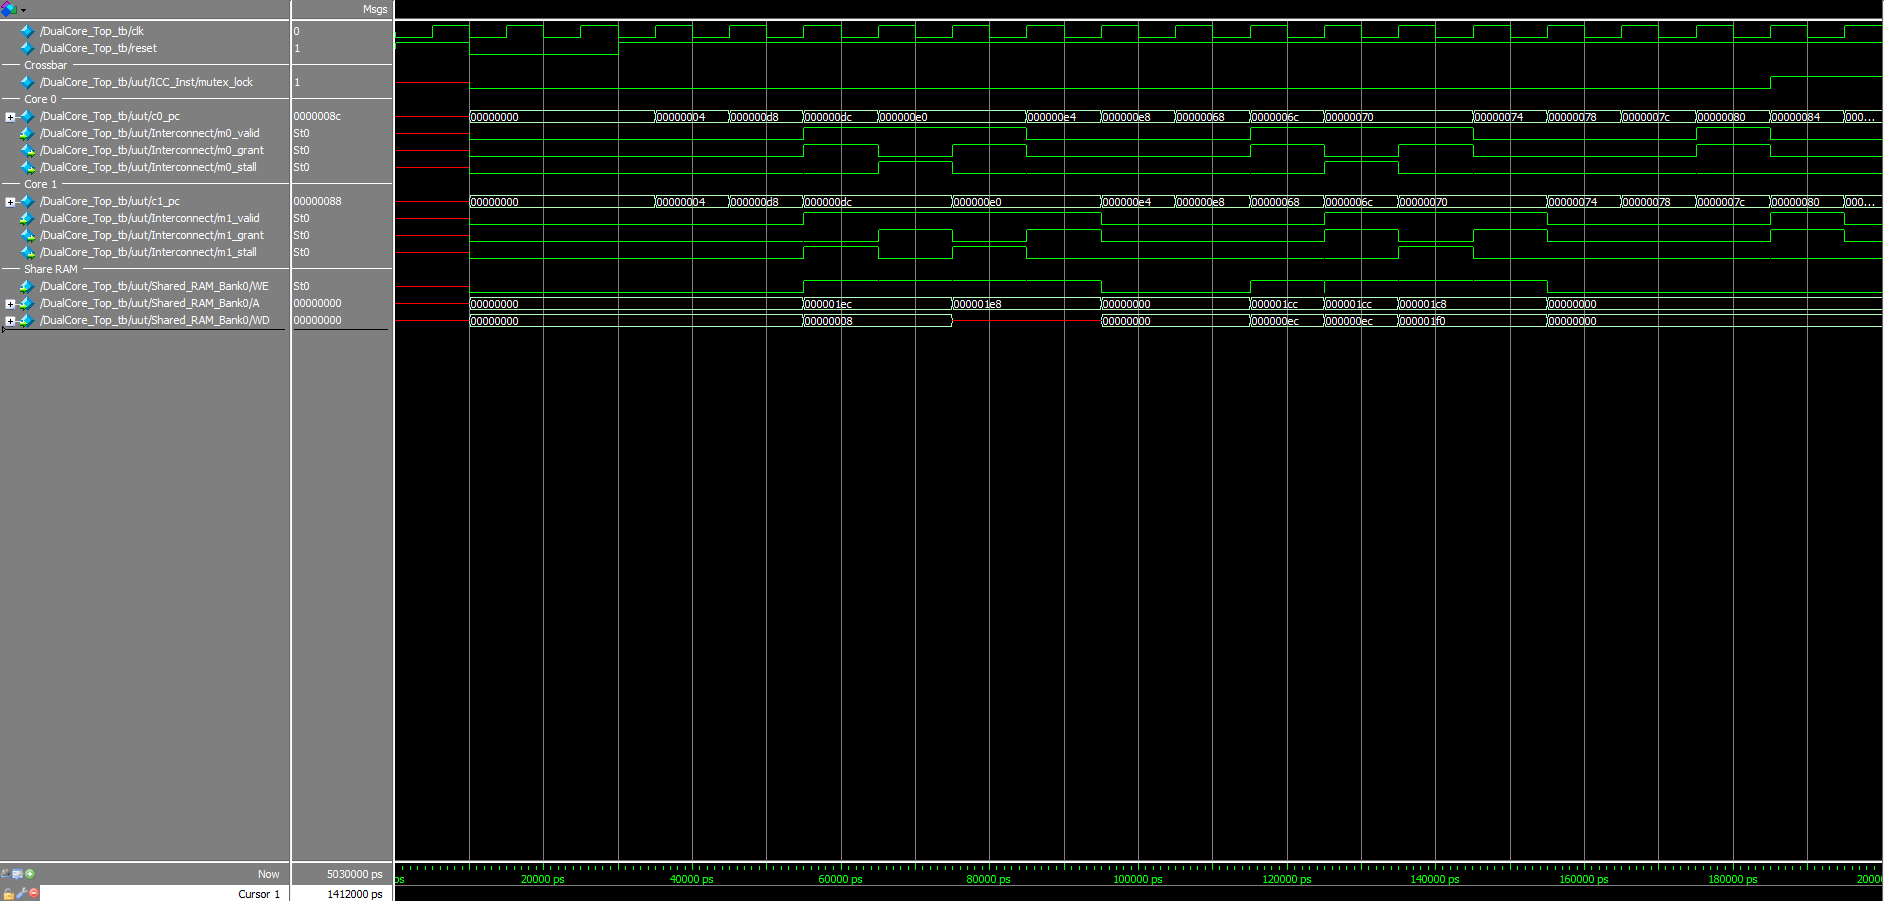 Msgs
/DualCore_Top_tb/clk 0
/DualCore_Top_tb/reset 1
Crossbar
/DualCore_Top_tb/uut/ICC_Inst/mutex_lock 1
Core 0
/DualCore_Top_tb/uut/c0_pc 0000008c 00000000 00000004 000000d8 000000dc 000000e0 000000e4 000000e8 00000068 0000006c 00000070 00000074 00000078 0000007c 00000080 00000084 000...
/DualCore_Top_tb/uut/Interconnect/m0_valid St0
/DualCore_Top_tb/uut/Interconnect/m0_grant St0
/DualCore_Top_tb/uut/Interconnect/m0_stall St0
Core 1
/DualCore_Top_tb/uut/c1_pc 00000088 00000000 00000004 000000d8 000000dc 000000e0 000000e4 000000e8 00000068 0000006c 00000070 00000074 00000078 0000007c 00000080 000...
/DualCore_Top_tb/uut/Interconnect/m1_valid St0
/DualCore_Top_tb/uut/Interconnect/m1_grant St0
/DualCore_Top_tb/uut/Interconnect/m1_stall St0
Share RAM
/DualCore_Top_tb/uut/Shared_RAM_Bank0/WE St0
/DualCore_Top_tb/uut/Shared_RAM_Bank0/A 00000000 00000000 000001ec 000001e8 00000000 000001cc 000001cc 000001c8 00000000
/DualCore_Top_tb/uut/Shared_RAM_Bank0/WD 00000000 00000000 00000008 00000000 000000ec 000000ec 000001f0 00000000
Now 5030000 ps ps 20000 ps 40000 ps 60000 ps 80000 ps 100000 ps 120000 ps 140000 ps 160000 ps 180000 ps 20000
Cursor 1 1412000 ps